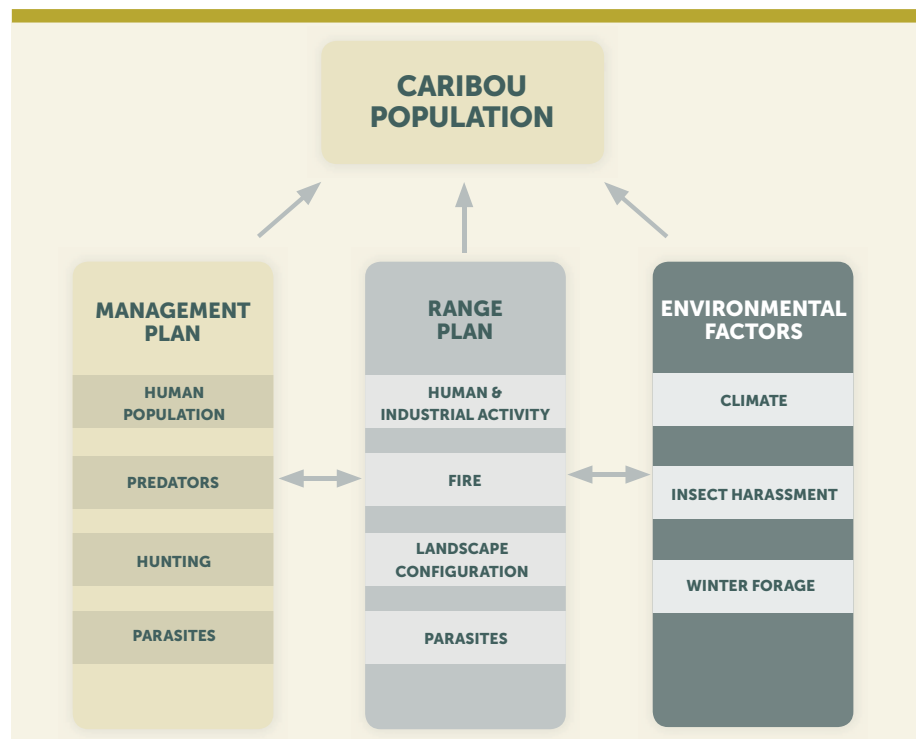 CARIBOU
POPULATION
MANAGEMENT
PLAN
HUMAN
POPULATION
PREDATORS
HUNTING
PARASITES
RANGE
PLAN
HUMAN &
INDUSTRIAL ACTIVITY
FIRE
LANDSCAPE
CONFIGURATION
PARASITES
ENVIRONMENTAL
FACTORS
CLIMATE
INSECT HARASSMENT
WINTER FORAGE